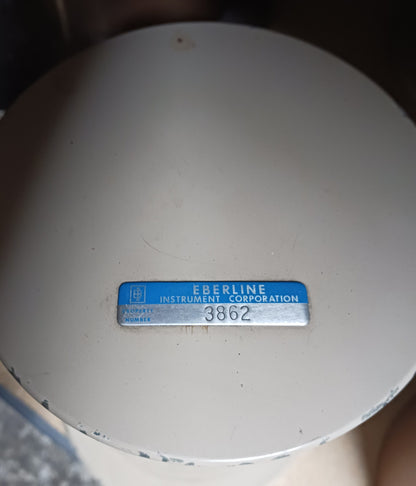 EBERLINE
INSTRUMENT CORPORATION
PROPERTY
NUMBER
3862